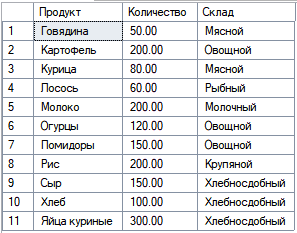 Продукт Количество Склад
1 Говядина 50.00 Мясной
2 Картофель 200.00 Овощной
3 Курица 80.00 Мясной
4 Лосось 60.00 Рыбный
5 Молоко 200.00 Молочный
6 Огурцы 120.00 Овощной
7 Помидоры 150.00 Овощной
8 Рис 200.00 Крупяной
9 Сыр 150.00 Хлебносдобный
10 Хлеб 100.00 Хлебносдобный
11 Яйца куриные 300.00 Хлебносдобный